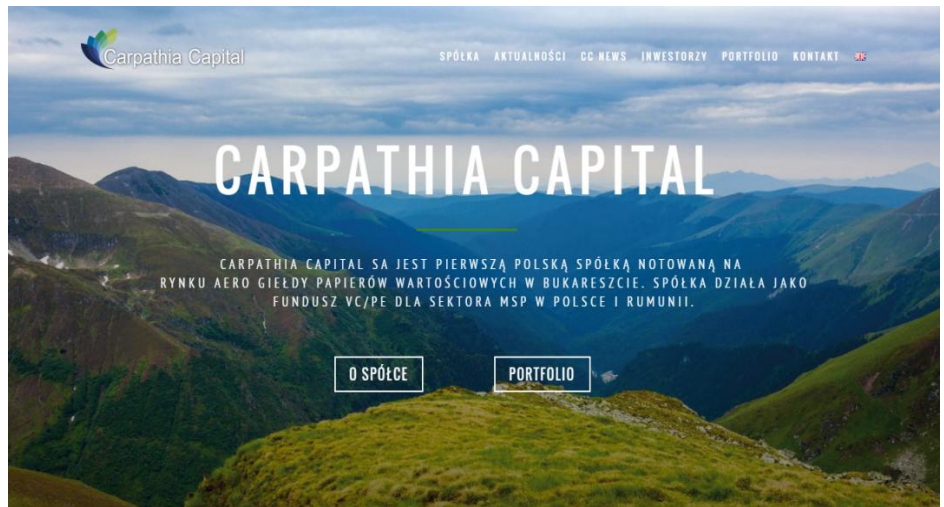 Carpathia Capital
SPÓŁKA AKTUALNOŚCI CC NEWS INWESTORZY PORTFOLIO KONTAKT
CARPATHIA CAPITAL
CARPATHIA CAPITAL SA JEST PIERWSZĄ POLSKĄ SPÓŁKĄ NOTOWANĄ NA
RYNKU AERO GIEŁDY PAPIERÓW WARTOŚCIOWYCH W BUKARESZCIE. SPÓŁKA DZIAŁA JAKO
FUNDUSZ VC/PE DLA SEKTORA MSP W POLSCE I RUMUNII.
O SPÓŁCE PORTFOLIO